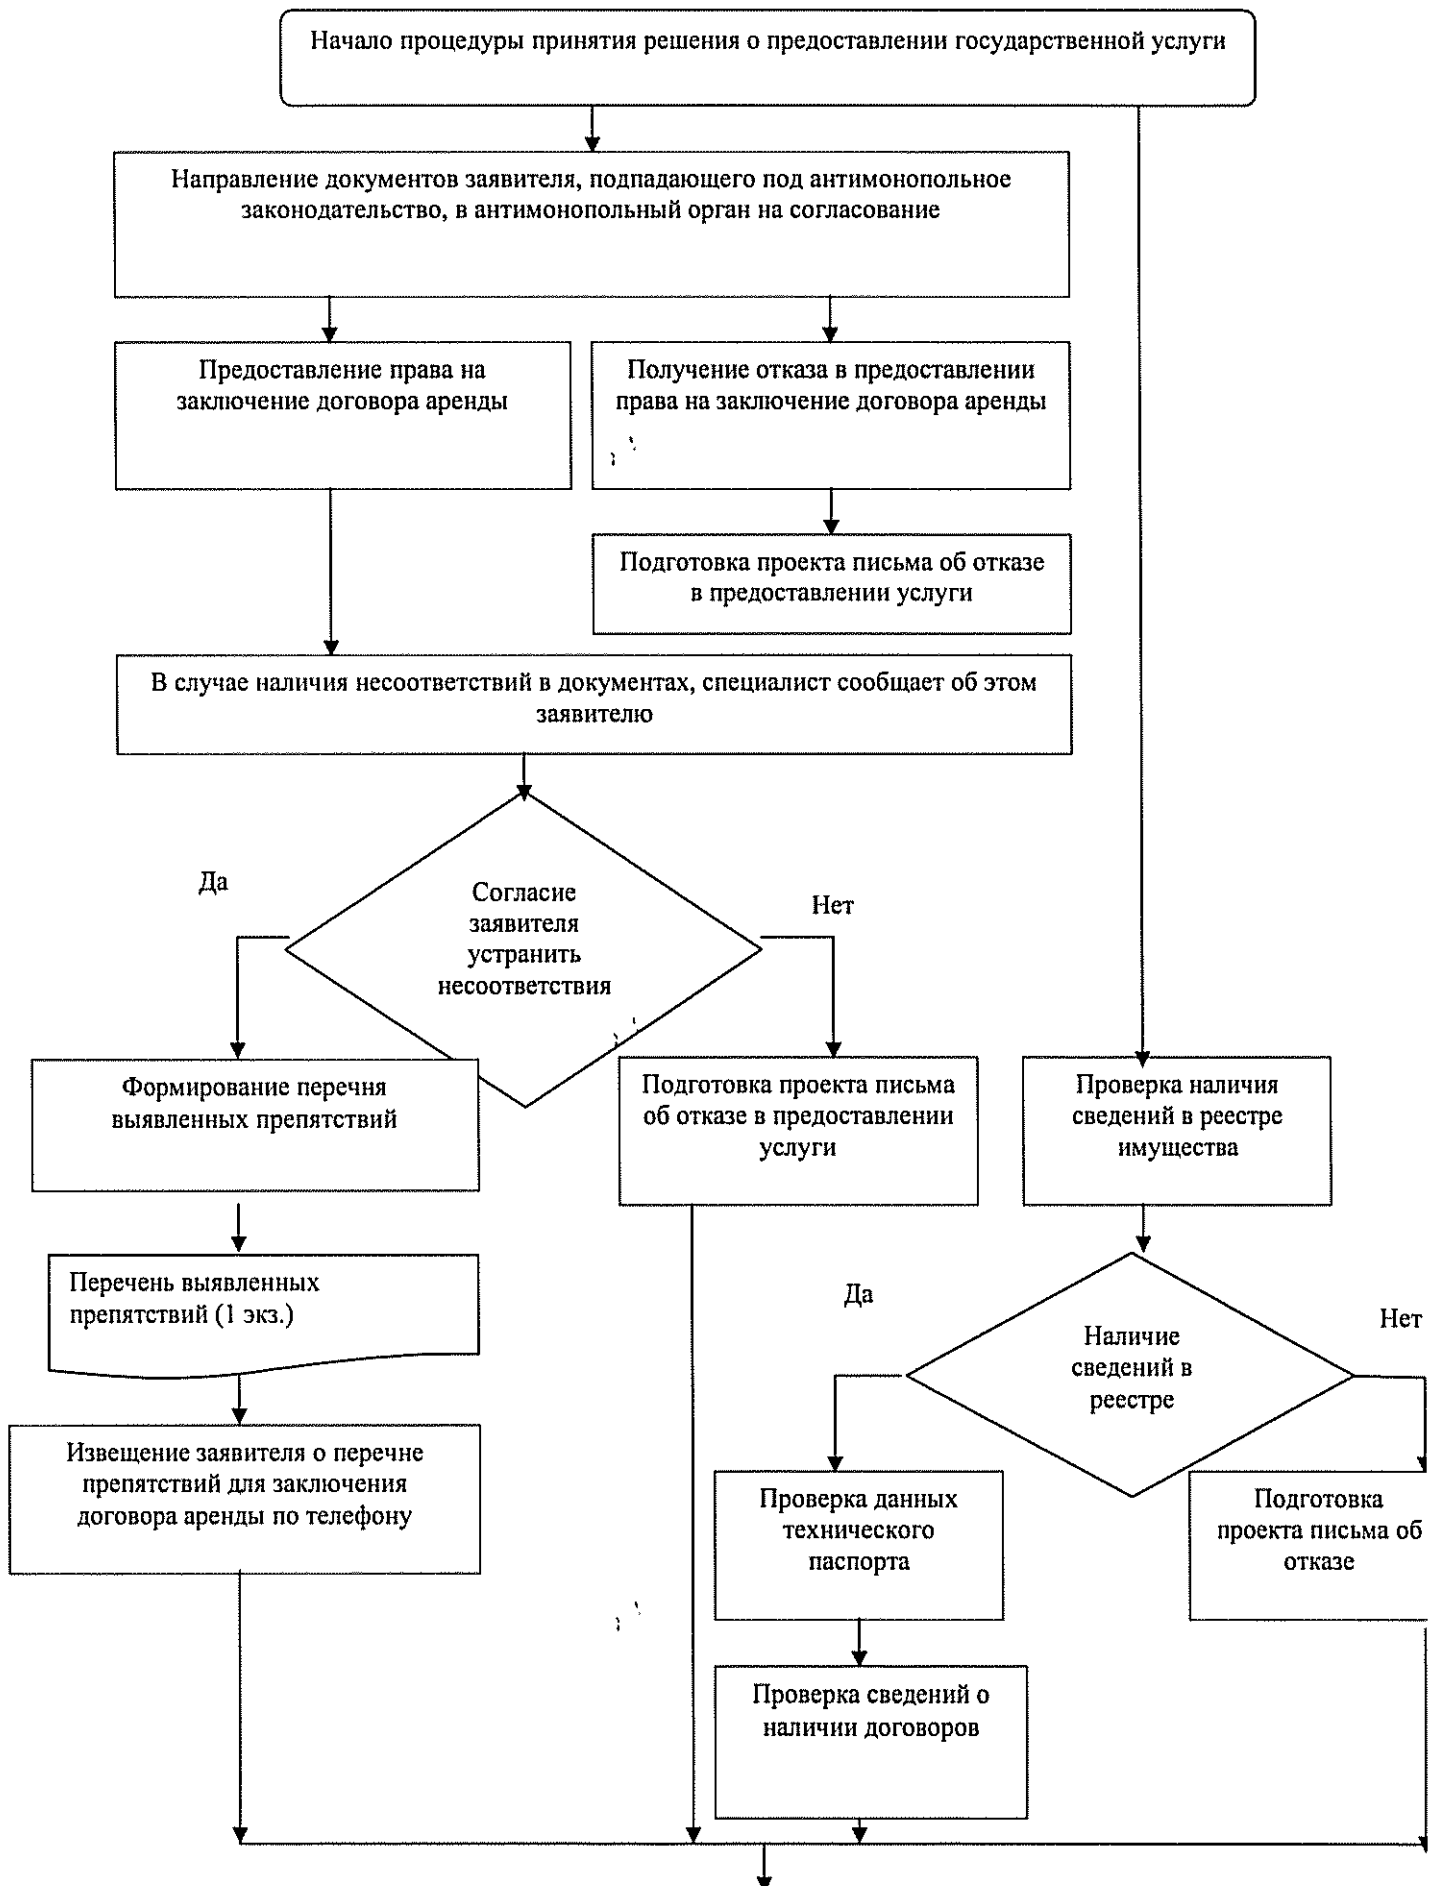 Начало процедуры принятия решения о предоставлении государственной услуги
Направление документов заявителя, подпадающего под антимонопольное
законодательство, в антимонопольный орган на согласование
Предоставление права на
заключение договора аренды
Получение отказа в предоставлении
права на заключение договора аренды
Подготовка проекта письма об отказе
в предоставлении услуги
В случае наличия несоответствий в документах, специалист сообщает об этом
заявителю
Да
Согласие
заявителя
устранить
несоответствия
Нет
Формирование перечня
выявленных препятствий
Подготовка проекта письма
об отказе в предоставлении
услуги
Проверка наличия
сведений в реестре
имущества
Перечень выявленных
препятствий (1 экз.)
Да
Наличие
сведений в
реестре
Нет
Извещение заявителя о перечне
препятствий для заключения
договора аренды по телефону
Проверка данных
технического
паспорта
Подготовка
проекта письма об
отказе
Проверка сведений о
наличии договоров